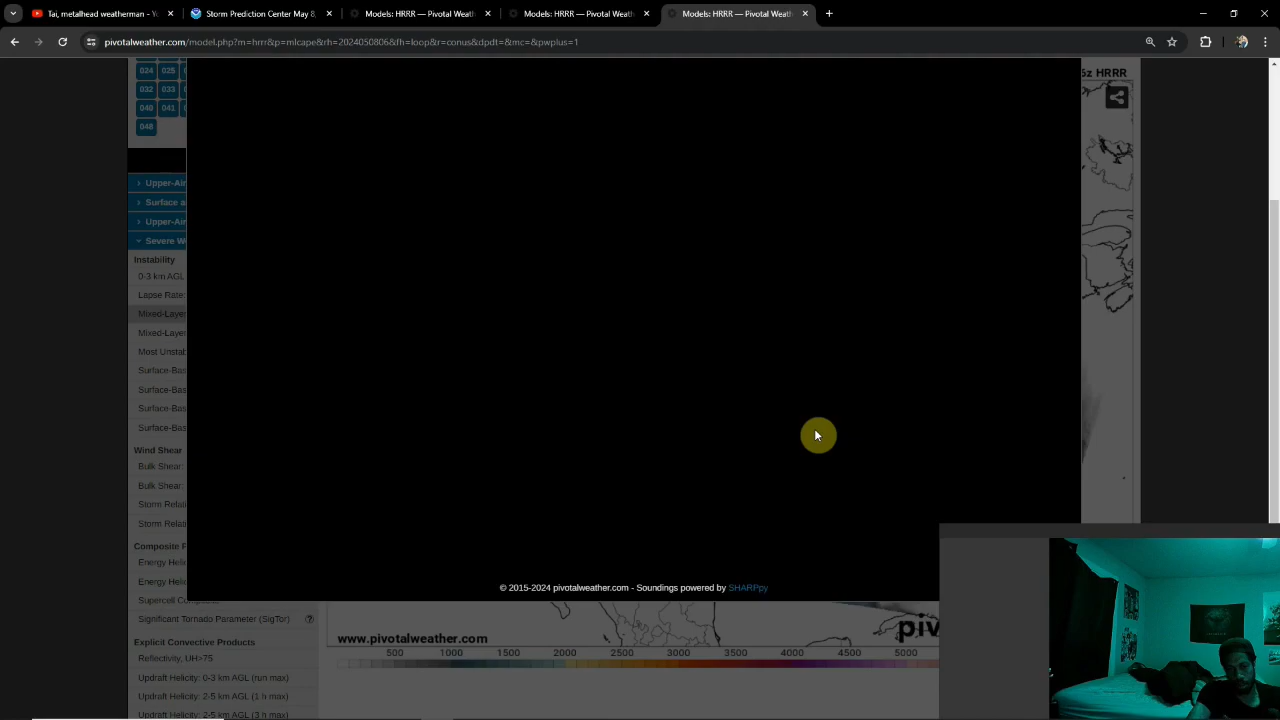 Tai, metalhead weatherman - Yo
Storm Prediction Center May 8,
Models: HRRR — Pivotal Weath
Models: HRRR — Pivotal Weath
Models: HRRR — Pivotal Weath
pivotalweather.com/model.php?m=hrrr&p=mlcape&rh=2024050806&fh=loop&r=conus&dpdt=&mc=&pwplus=1
024 025
5z HRRR
032 033
040 041
048
Upper-Air
Surface a
Upper-Air
Severe W
Instability
0-3 km AGL
Lapse Rate
Mixed-Layer
Mixed-Layer
Most Unstab
Surface-Bas
Surface-Bas
Surface-Bas
Surface-Bas
Wind Shear
Bulk Shear:
Bulk Shear:
Storm Relati
Storm Relati
Composite P
Energy Heli
Energy Heli
Supercell Composite
Significant Tornado Parameter (SigTor)
Explicit Convective Products
Reflectivity, UH>75
Updraft Helicity: 0-3 km AGL (run max)
Updraft Helicity: 2-5 km AGL (1 h max)
Updraft Helicity: 2-5 km AGL (3 h max)
© 2015-2024 pivotalweather.com - Soundings powered by SHARPpy
www.pivotalweather.com
piv
500 1000 1500 2000 2500 3000 3500 4000 4500 5000